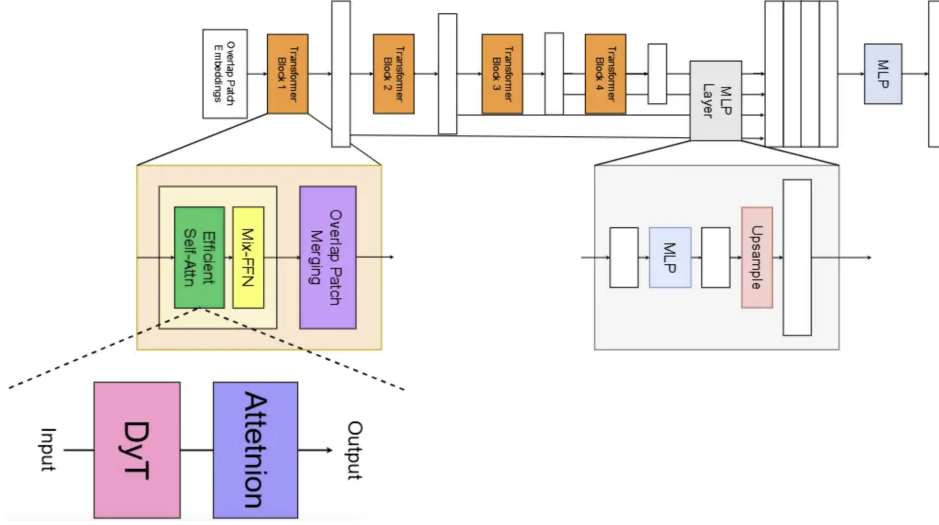 Overlap Patch
Embeddings
Transformer
Block 1
Transformer
Block 2
Transformer
Block 3
Transformer
Block 4
MLP
Layer
MLP
Efficient
Self-Attn
Mix-FFN
Overlap Patch
Merging
MLP
Upsample
Input
DyT
Attetnion
Output